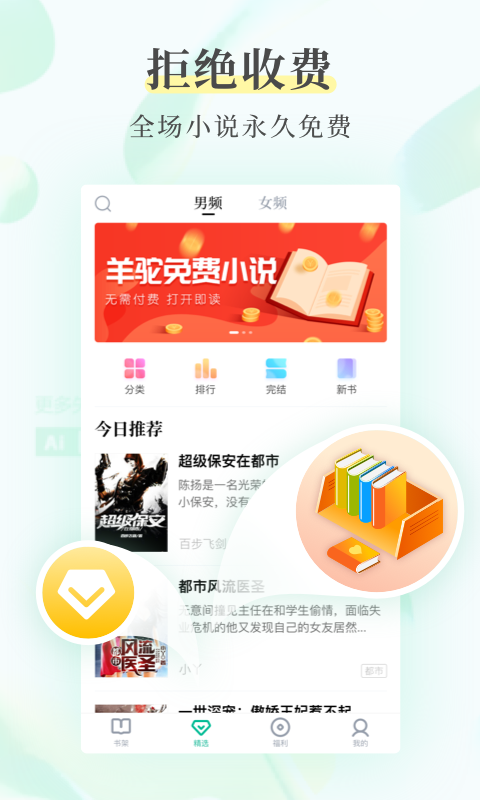 拒绝收费
全场小说永久免费
男频 女频
羊驼免费小说
无需付费 打开即读
分类 排行 完结 新书
今日推荐
超级保安在都市
陈扬是一名光荣
小保安，没有
百步飞剑
超级保安
都市风流医圣
无意间撞见主任在和学生偷情，面临失
业危机的他又发现自己的女友居然...
小丫
都市
都市
风流
医圣
一世深宠：傲娇王妃惹不起
书架 精选 福利 我的
更多
AI